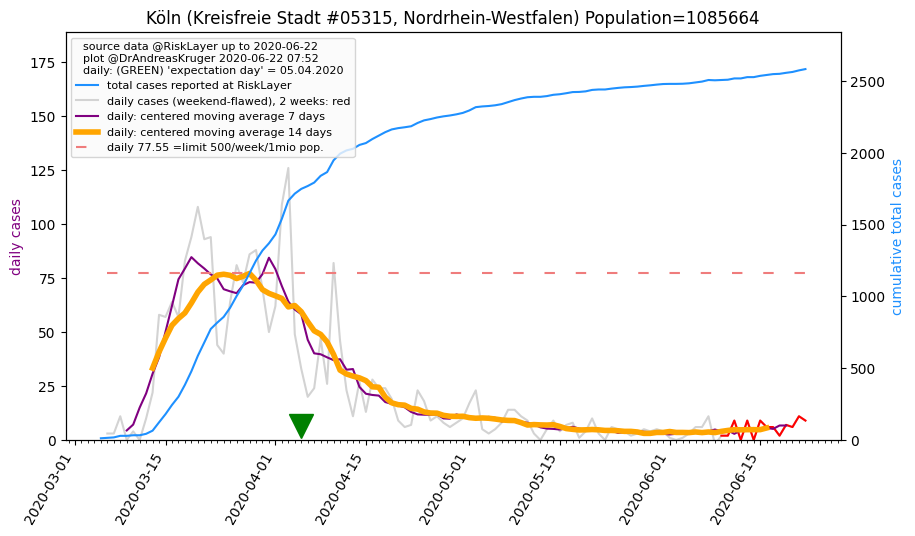 Köln (Kreisfreie Stadt #05315, Nordrhein-Westfalen) Population=1085664
source data @RiskLayer up to 2020-06-22
plot @DrAndreasKruger 2020-06-22 07:52
daily: (GREEN) 'expectation day' = 05.04.2020
total cases reported at RiskLayer
daily cases (weekend-flawed), 2 weeks: red
daily: centered moving average 7 days
daily: centered moving average 14 days
daily 77.55 =limit 500/week/1mio pop.
daily cases
175
150
125
100
75
50
25
0
cumulative total cases
2500
2000
1500
1000
500
0
2020-03-01
2020-03-15
2020-04-01
2020-04-15
2020-05-01
2020-05-15
2020-06-01
2020-06-15